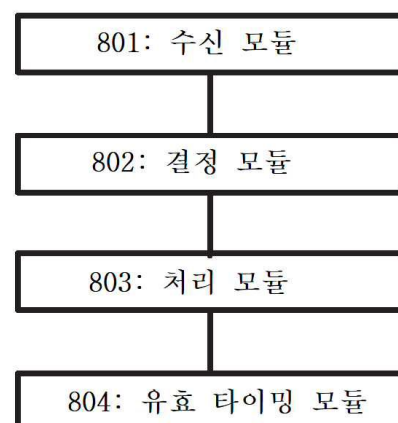 801: 수신 모듈
802: 결정 모듈
803: 처리 모듈
804: 유효 타이밍 모듈